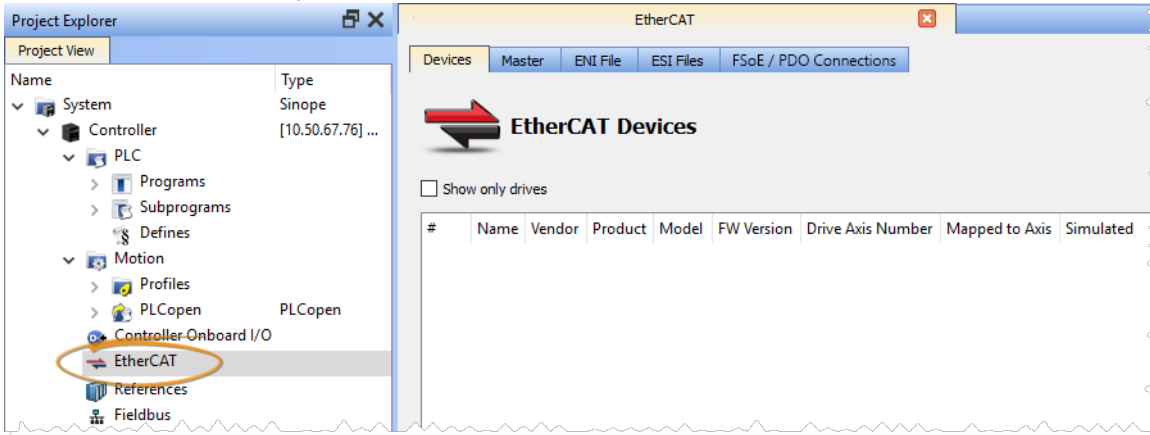 Project Explorer
Project View
Name Type
System Sinope
Controller [10.50.67.76] ...
PLC
Programs
Subprograms
Defines
Motion
Profiles
PLCopen PLCopen
Controller Onboard I/O
EtherCAT
References
Fieldbus
EtherCAT
Devices Master ENI File ESI Files FSoE / PDO Connections
EtherCAT Devices
Show only drives
# Name Vendor Product Model FW Version Drive Axis Number Mapped to Axis Simulated